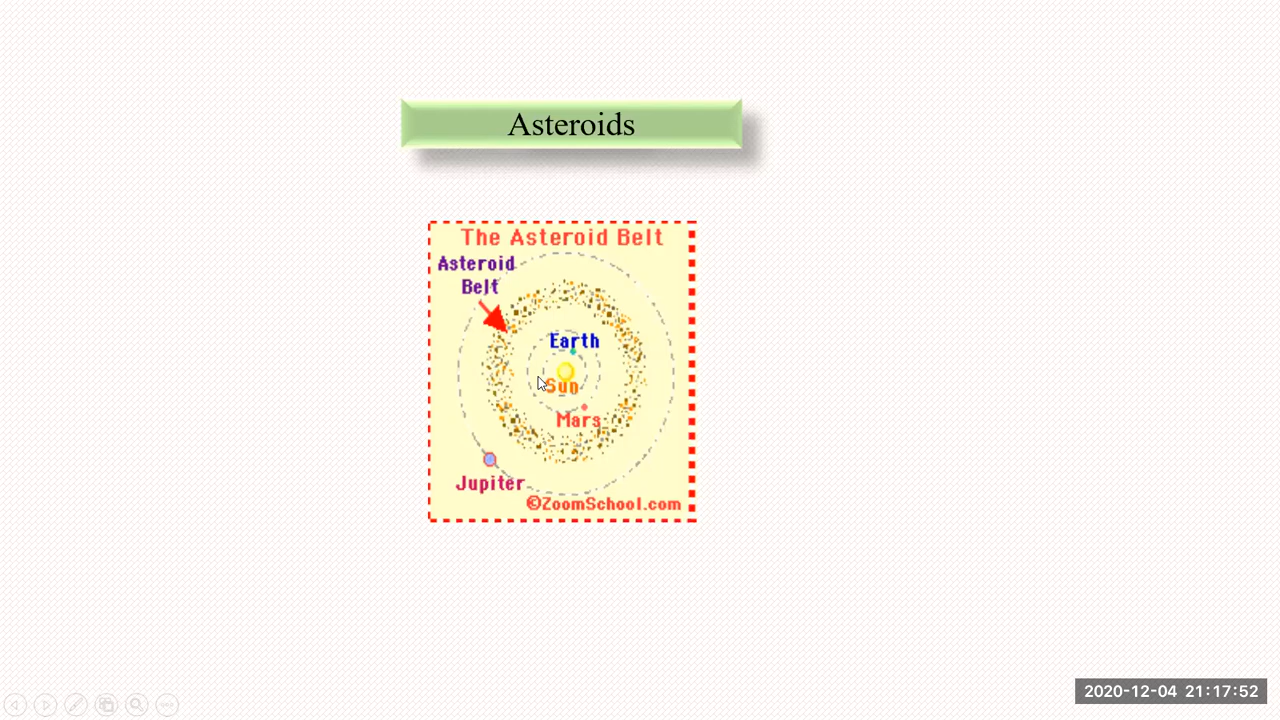 Asteroids
The Asteroid Belt
Asteroid
Belt
Earth
Sun
Mars
Jupiter
©ZoomSchool.com
2020-12-04 21:17:52